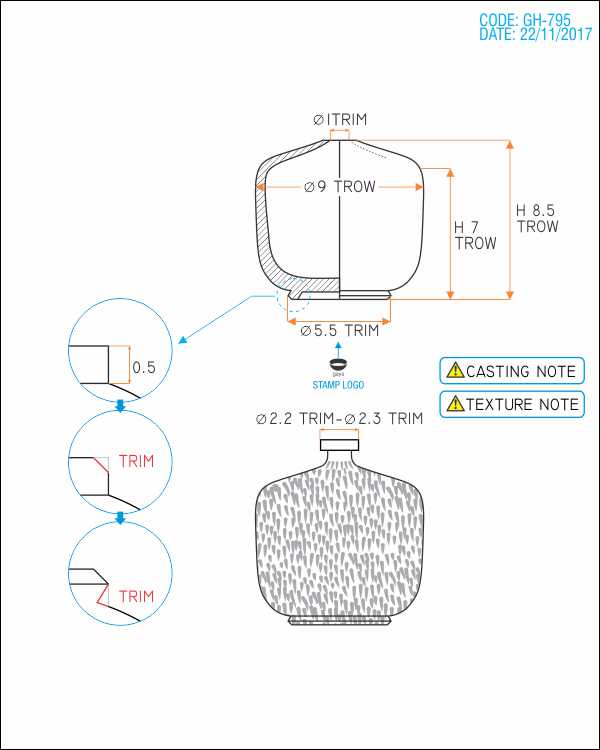 CODE: GH-795
DATE: 22/11/2017
Ø1TRIM
Ø9 TROW
H 7
TROW
H 8.5
TROW
Ø5.5 TRIM
0.5
STAMP LOGO
CASTING NOTE
TEXTURE NOTE
Ø2.2 TRIM-Ø2.3 TRIM
TRIM
TRIM